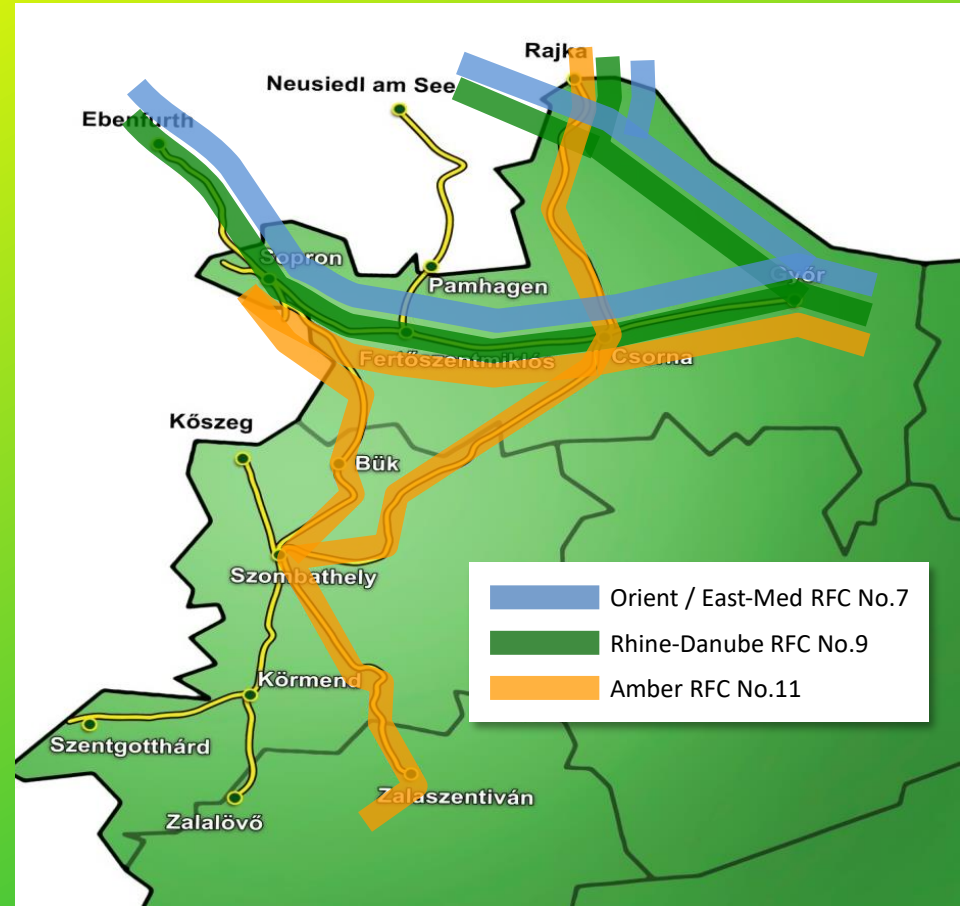 Rajka
Neusiedl am See
Ebenfurth
Sopron
Pamhagen
Győr
Fertőszentmiklós
Csorna
Kőszeg
Bük
Szombathely
Orient / East-Med RFC No.7
Rhine-Danube RFC No.9
Amber RFC No.11
Körmend
Szentgotthárd
Zalaszentiván
Zalalövő